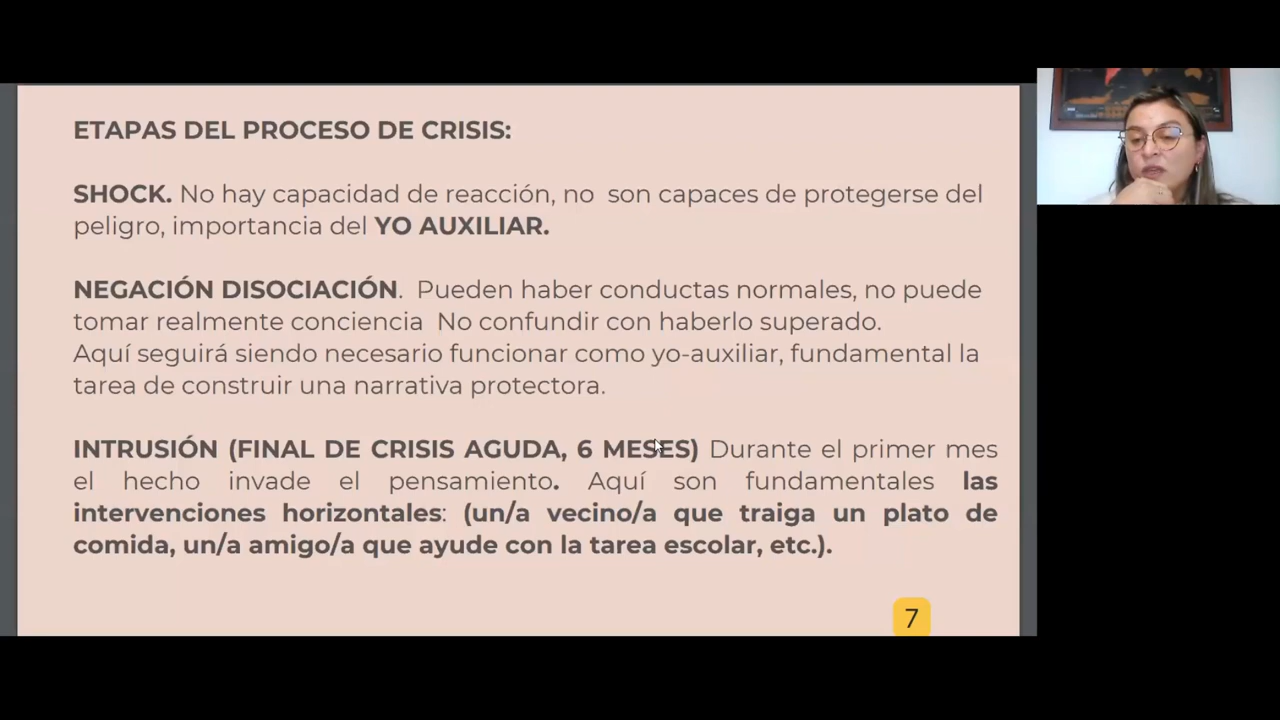 ETAPAS DEL PROCESO DE CRISIS:
SHOCK. No hay capacidad de reacción, no  son capaces de protegerse del
peligro, importancia del YO AUXILIAR.
NEGACIÓN DISOCIACIÓN.  Pueden haber conductas normales, no puede
tomar realmente conciencia  No confundir con haberlo superado.
Aquí seguirá siendo necesario funcionar como yo-auxiliar, fundamental la
tarea de construir una narrativa protectora.
INTRUSIÓN (FINAL DE CRISIS AGUDA, 6 MESES) Durante el primer mes
el hecho invade el pensamiento. Aquí son fundamentales las
intervenciones horizontales: (un/a vecino/a que traiga un plato de
comida, un/a amigo/a que ayude con la tarea escolar, etc.).
7